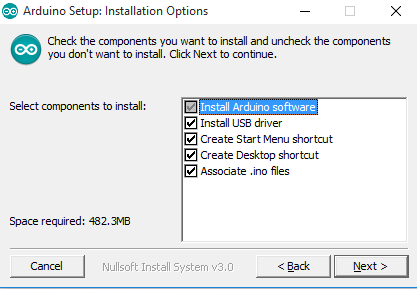 Arduino Setup: Installation Options
Check the components you want to install and uncheck the components
you don't want to install. Click Next to continue.
Select components to install:
Install Arduino software
Install USB driver
Create Start Menu shortcut
Create Desktop shortcut
Associate .ino files
Space required: 482.3MB
Cancel
Nullsoft Install System v3.0
< Back
Next >